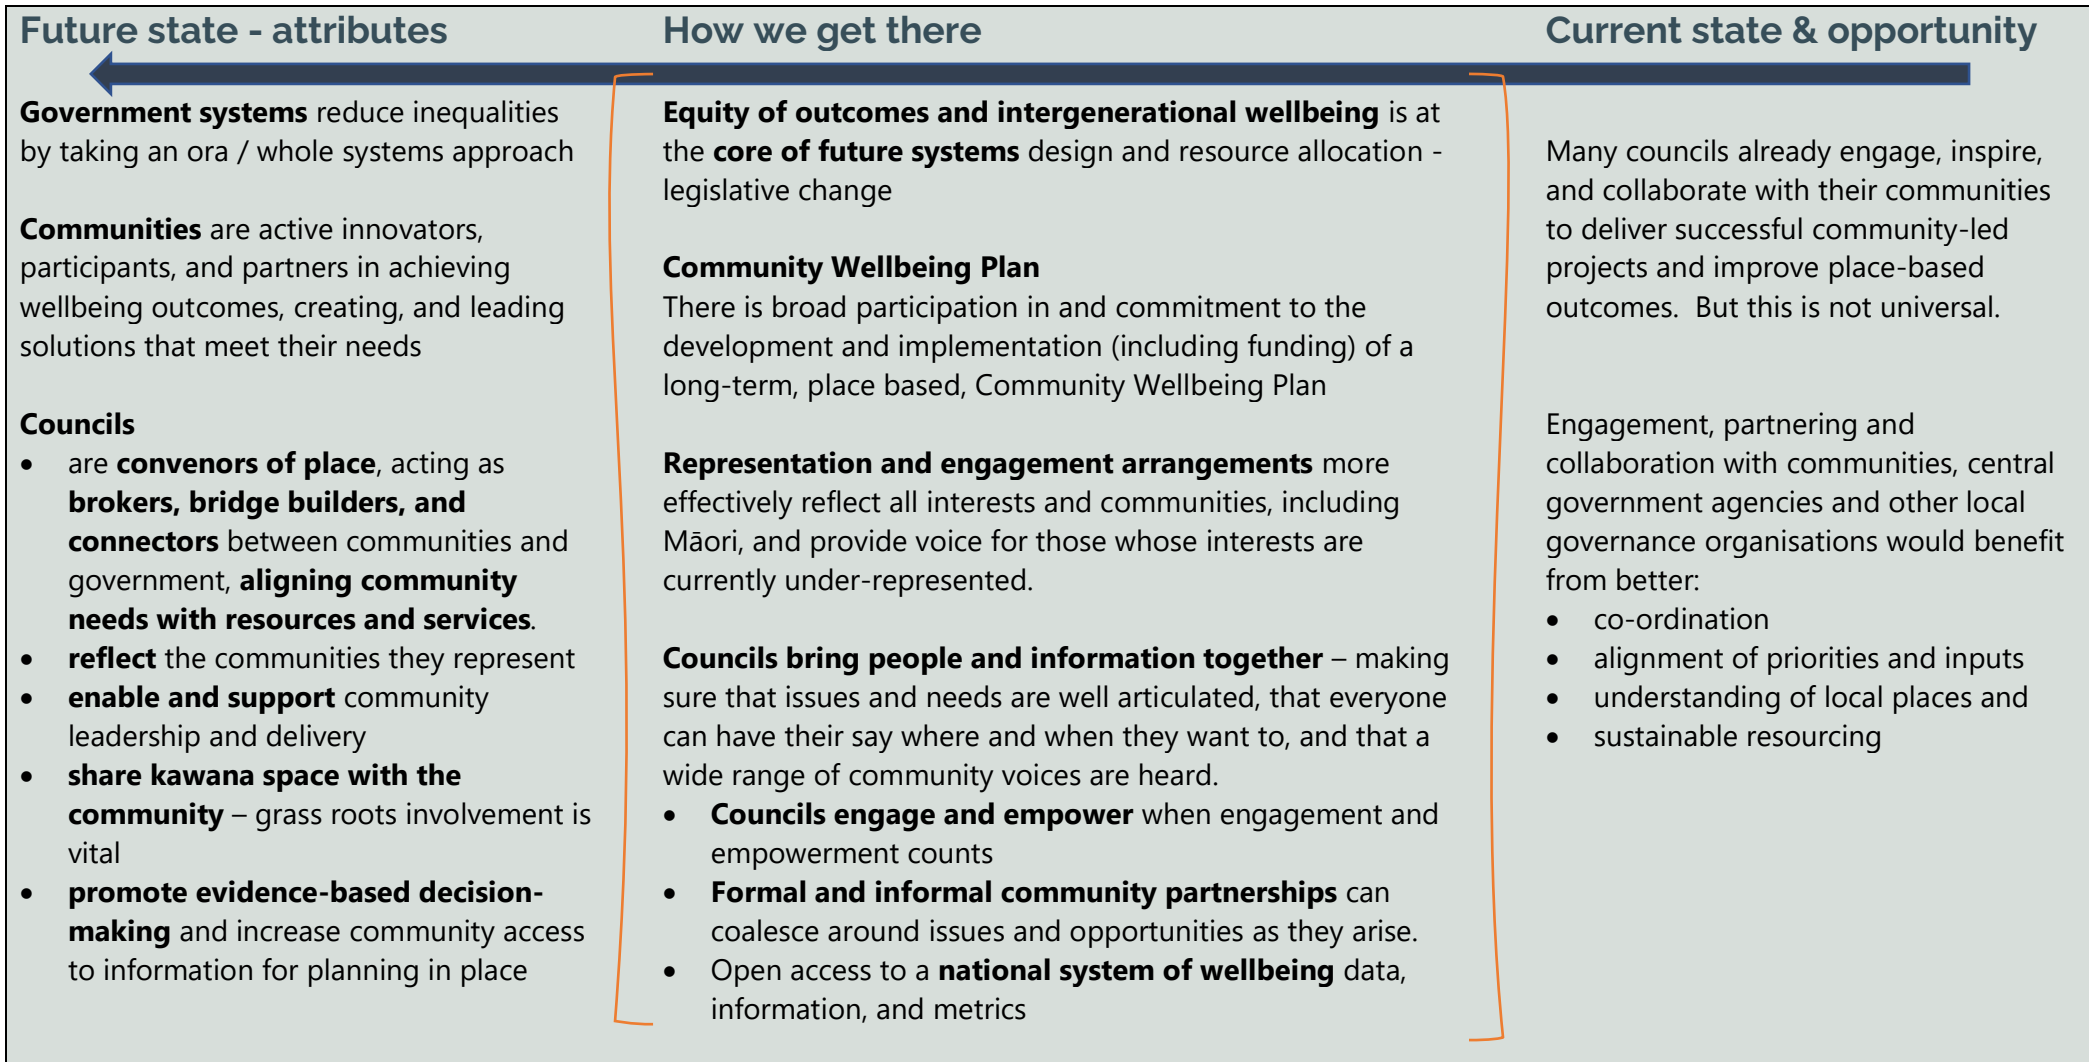 Future state - attributes
Government systems reduce inequalities
by taking an ora / whole systems approach
Communities are active innovators,
participants, and partners in achieving
wellbeing outcomes, creating, and leading
solutions that meet their needs
Councils
• are convenors of place, acting as
brokers, bridge builders, and
connectors between communities and
government, aligning community
needs with resources and services.
• reflect the communities they represent
• enable and support community
leadership and delivery
• share kawana space with the
community – grass roots involvement is
vital
• promote evidence-based decision-
making and increase community access
to information for planning in place
How we get there
Equity of outcomes and intergenerational wellbeing is at
the core of future systems design and resource allocation -
legislative change
Community Wellbeing Plan
There is broad participation in and commitment to the
development and implementation (including funding) of a
long-term, place based, Community Wellbeing Plan
Representation and engagement arrangements more
effectively reflect all interests and communities, including
Māori, and provide voice for those whose interests are
currently under-represented.
Councils bring people and information together – making
sure that issues and needs are well articulated, that everyone
can have their say where and when they want to, and that a
wide range of community voices are heard.
• Councils engage and empower when engagement and
empowerment counts
• Formal and informal community partnerships can
coalesce around issues and opportunities as they arise.
• Open access to a national system of wellbeing data,
information, and metrics
Current state & opportunity
Many councils already engage, inspire,
and collaborate with their communities
to deliver successful community-led
projects and improve place-based
outcomes.  But this is not universal.
Engagement, partnering and
collaboration with communities, central
government agencies and other local
governance organisations would benefit
from better:
• co-ordination
• alignment of priorities and inputs
• understanding of local places and
• sustainable resourcing